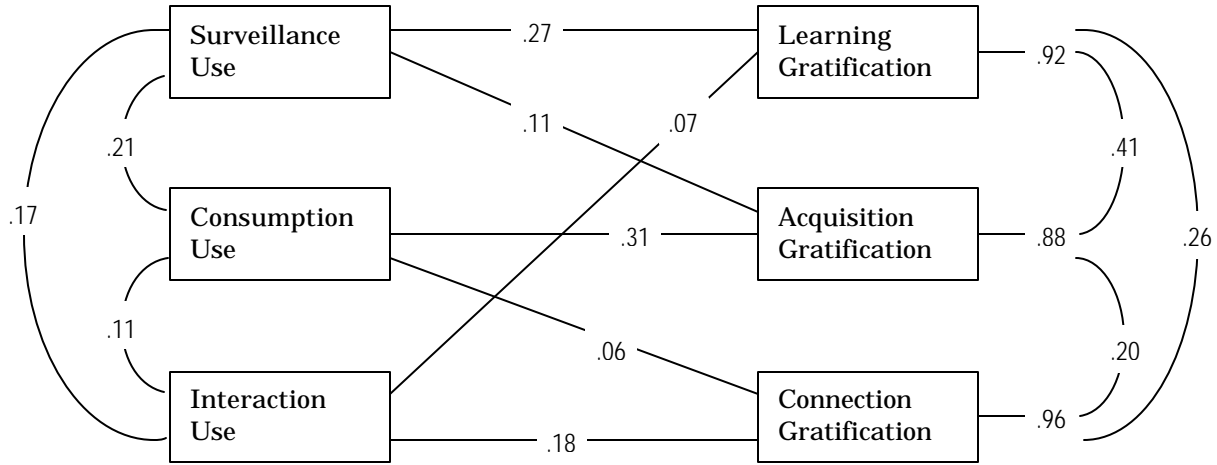 Surveillance
Use
.27
Learning
Gratification
.92
.11
.07
.21
.41
.17
Consumption
Use
.31
Acquisition
Gratification
.88
.26
.11
.06
.20
Interaction
Use
.18
Connection
Gratification
.96